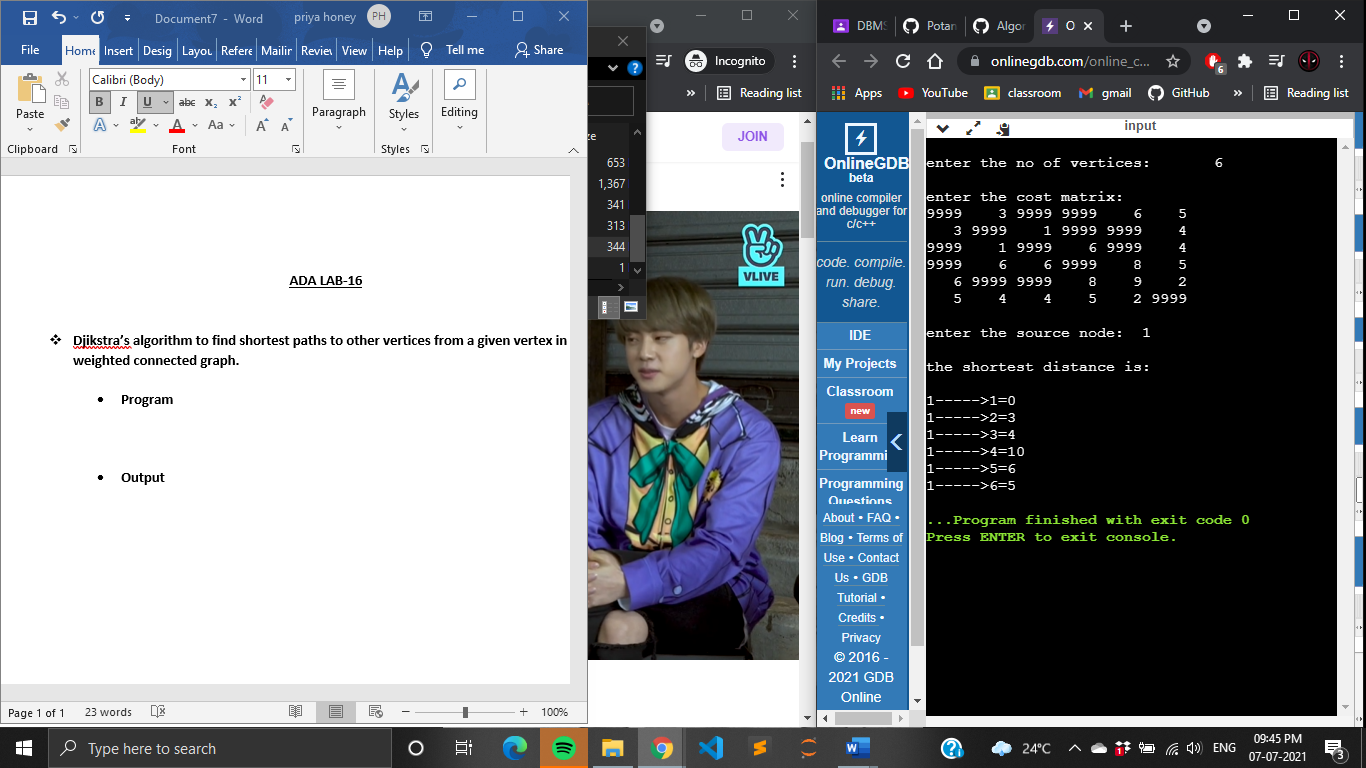 Document7 - Word
priya honey
PH
File Home Insert Desig Layou Refere Mailin Review View Help Tell me Share
Paste
Calibri (Body) 11
B I U abc x₂ x²
A ab A Aa A A
Paragraph
Styles
Editing
Clipboard
Font
Styles
ADA LAB-16
❖ Djikstra's algorithm to find shortest paths to other vertices from a given vertex in
weighted connected graph.
• Program
• Output
Page 1 of 1 23 words
100%
ze
653
1,367
341
313
344
1
Incognito
» Reading list
JOIN
VLIVE
DBMS
Potan
Algor
O
onlinegdb.com/online_c...
6
Apps YouTube classroom gmail GitHub » Reading list
OnlineGDB
beta
online compiler
and debugger for
c/c++
code. compile.
run. debug.
share.
IDE
My Projects
Classroom
new
Learn
Programmi
Programming
Questions
About • FAQ •
Blog • Terms of
Use • Contact
Us • GDB
Tutorial •
Credits •
Privacy
© 2016 -
2021 GDB
Online
input
enter the no of vertices: 6
enter the cost matrix:
9999 3 9999 9999 6 5
3 9999 1 9999 9999 4
9999 1 9999 6 9999 4
9999 6 6 9999 8 5
6 9999 9999 8 9 2
5 4 4 5 2 9999
enter the source node: 1
the shortest distance is:
1----->1=0
1----->2=3
1----->3=4
1----->4=10
1----->5=6
1----->6=5
...Program finished with exit code 0
Press ENTER to exit console.
Type here to search
24°C
ENG
09:45 PM
07-07-2021
3